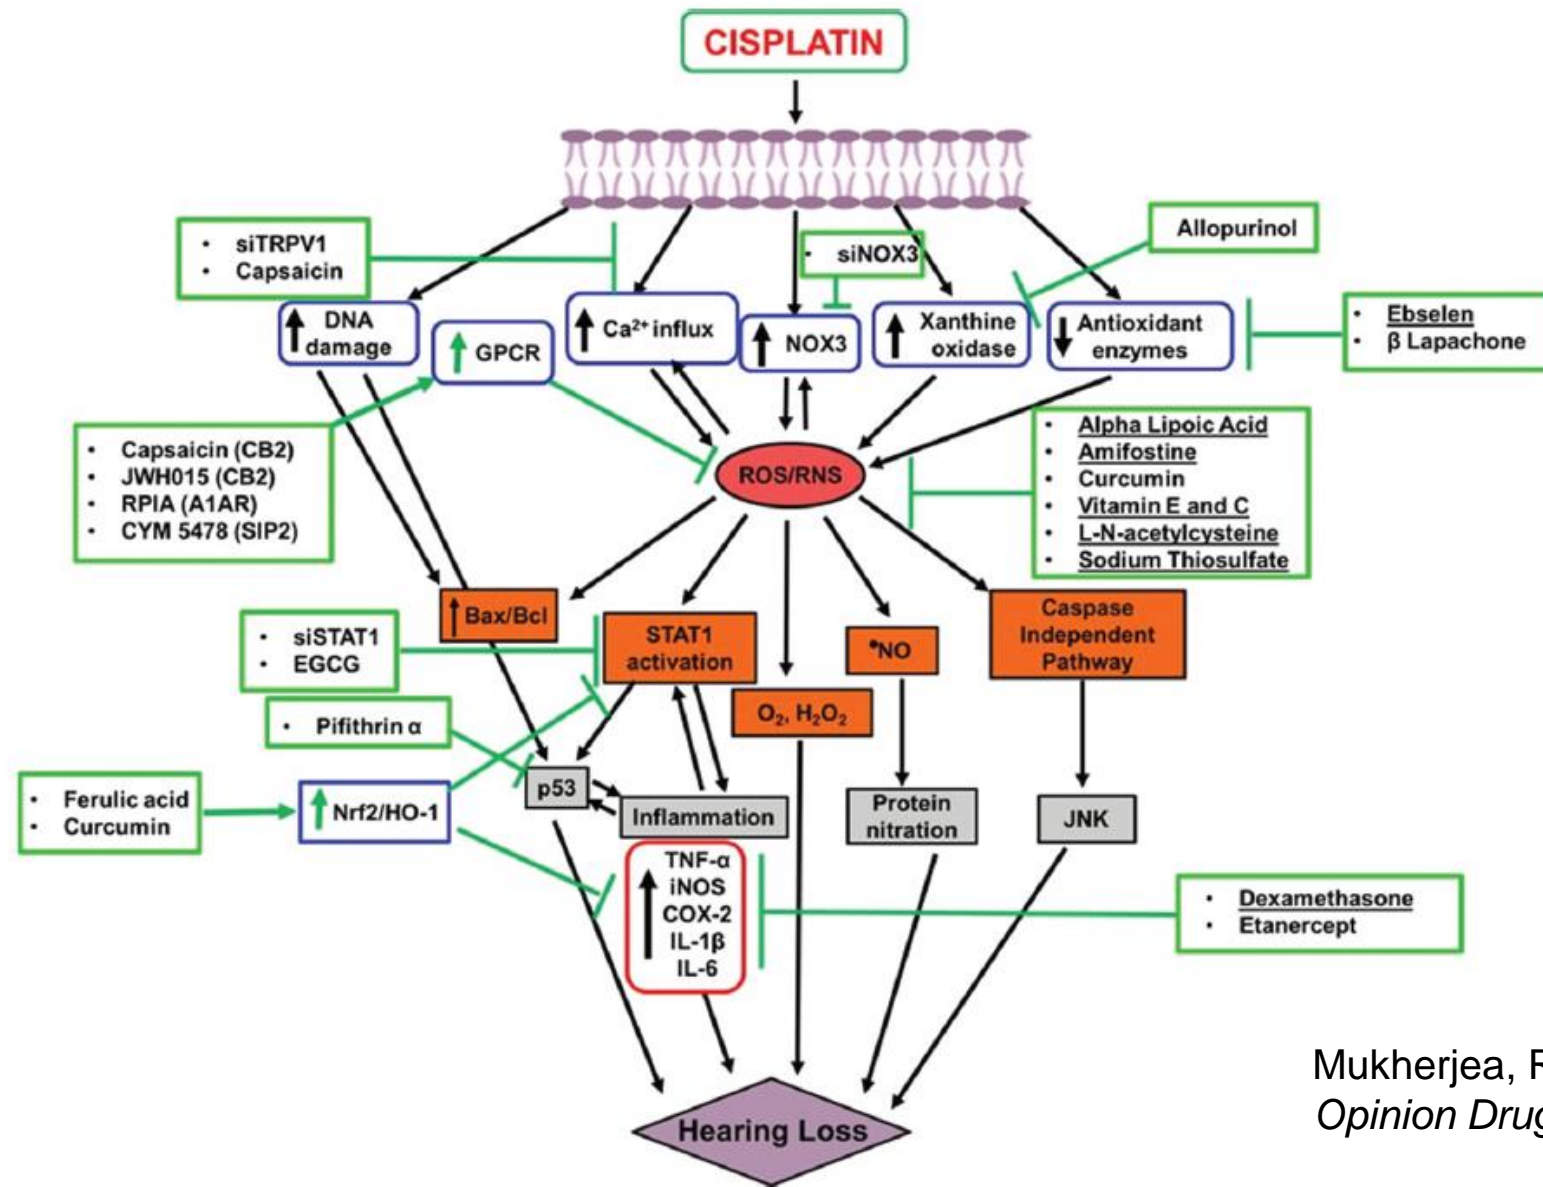 CISPLATIN
• siTRPV1
• Capsaicin
• siNOX3
Allopurinol
DNA
damage
GPCR
Ca²⁺ influx
NOX3
Xanthine
oxidase
Antioxidant
enzymes
• Ebselen
• β Lapachone
• Capsaicin (CB2)
• JWH015 (CB2)
• RPIA (A1AR)
• CYM 5478 (SIP2)
ROS/RNS
• Alpha Lipoic Acid
• Amifostine
• Curcumin
• Vitamin E and C
• L-N-acetylcysteine
• Sodium Thiosulfate
Bax/Bcl
• siSTAT1
• EGCG
STAT1
activation
•NO
Caspase
Independent
Pathway
• Pifithrin α
O₂, H₂O₂
• Ferulic acid
• Curcumin
Nrf2/HO-1
p53
Inflammation
Protein
nitration
JNK
TNF-α
iNOS
COX-2
IL-1β
IL-6
• Dexamethasone
• Etanercept
Hearing Loss
Mukherjea, R
Opinion Drug